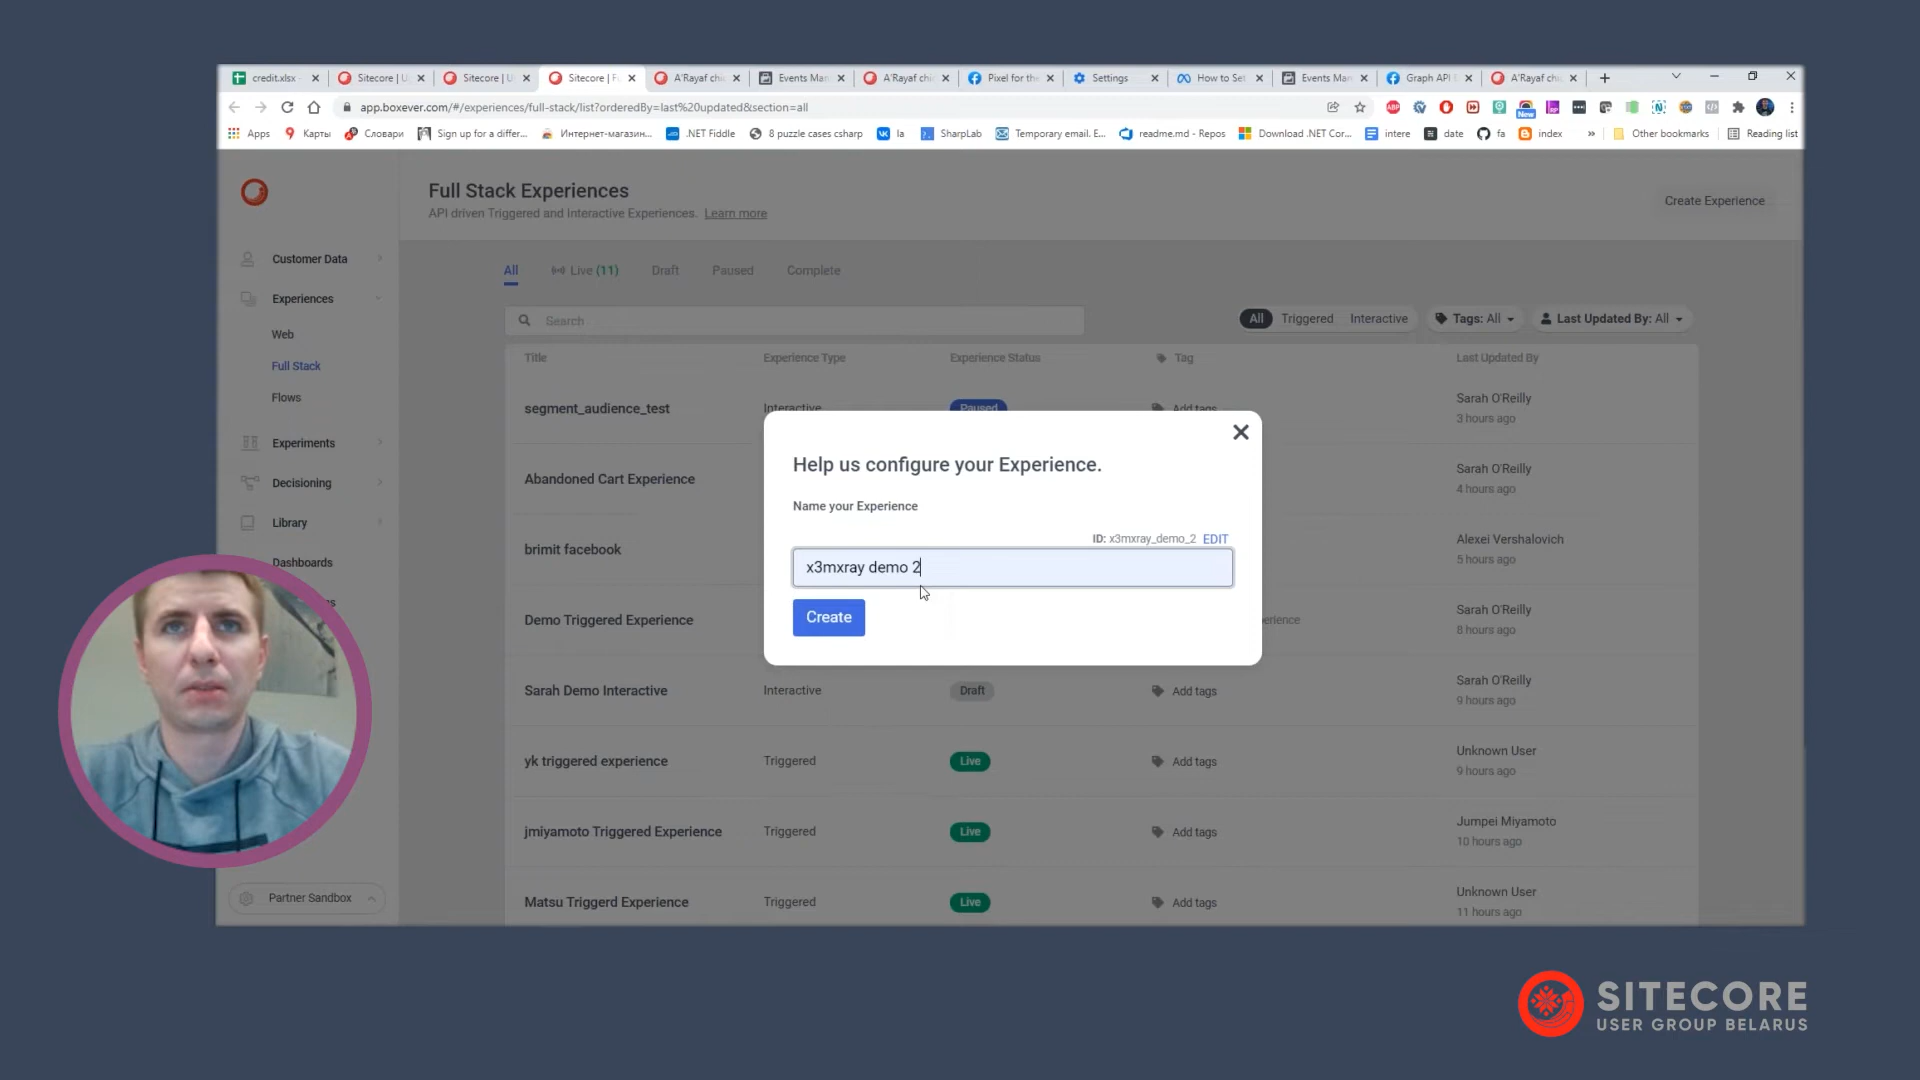 credit.xlsx
Sitecore | U
Sitecore | U
Sitecore | Fu
A'Rayaf chi
Events Man
A'Rayaf chi
Pixel for the
Settings
How to Set
Events Man
Graph API E
A'Rayaf chi
app.boxever.com/#/experiences/full-stack/list?orderedBy=last%20updated&section=all
New
Apps
Карты
Словари
Sign up for a differ...
Интернет-магазин...
.NET Fiddle
8 puzzle cases csharp
la
SharpLab
Temporary email. E...
readme.md - Repos
Download .NET Cor...
intere
date
fa
index
»
Other bookmarks
Reading list
Full Stack Experiences
API driven Triggered and Interactive Experiences. Learn more
Create Experience
Customer Data
Experiences
Web
Full Stack
Flows
Experiments
Decisioning
Library
Dashboards
Partner Sandbox
All
Live (11)
Draft
Paused
Complete
Search
All
Triggered
Interactive
Tags: All
Last Updated By: All
Title
Experience Type
Experience Status
Tag
Last Updated By
segment_audience_test
Interactive
Paused
Add tags
Sarah O'Reilly
3 hours ago
Abandoned Cart Experience
Sarah O'Reilly
4 hours ago
brimit facebook
Alexei Vershalovich
5 hours ago
Demo Triggered Experience
Sarah O'Reilly
8 hours ago
Sarah Demo Interactive
Interactive
Draft
Add tags
Sarah O'Reilly
9 hours ago
yk triggered experience
Triggered
Live
Add tags
Unknown User
9 hours ago
jmiyamoto Triggered Experience
Triggered
Live
Add tags
Jumpei Miyamoto
10 hours ago
Matsu Triggerd Experience
Triggered
Live
Add tags
Unknown User
11 hours ago
Help us configure your Experience.
Name your Experience
ID: x3mxray_demo_2 EDIT
x3mxray demo 2
Create
SITECORE
USER GROUP BELARUS